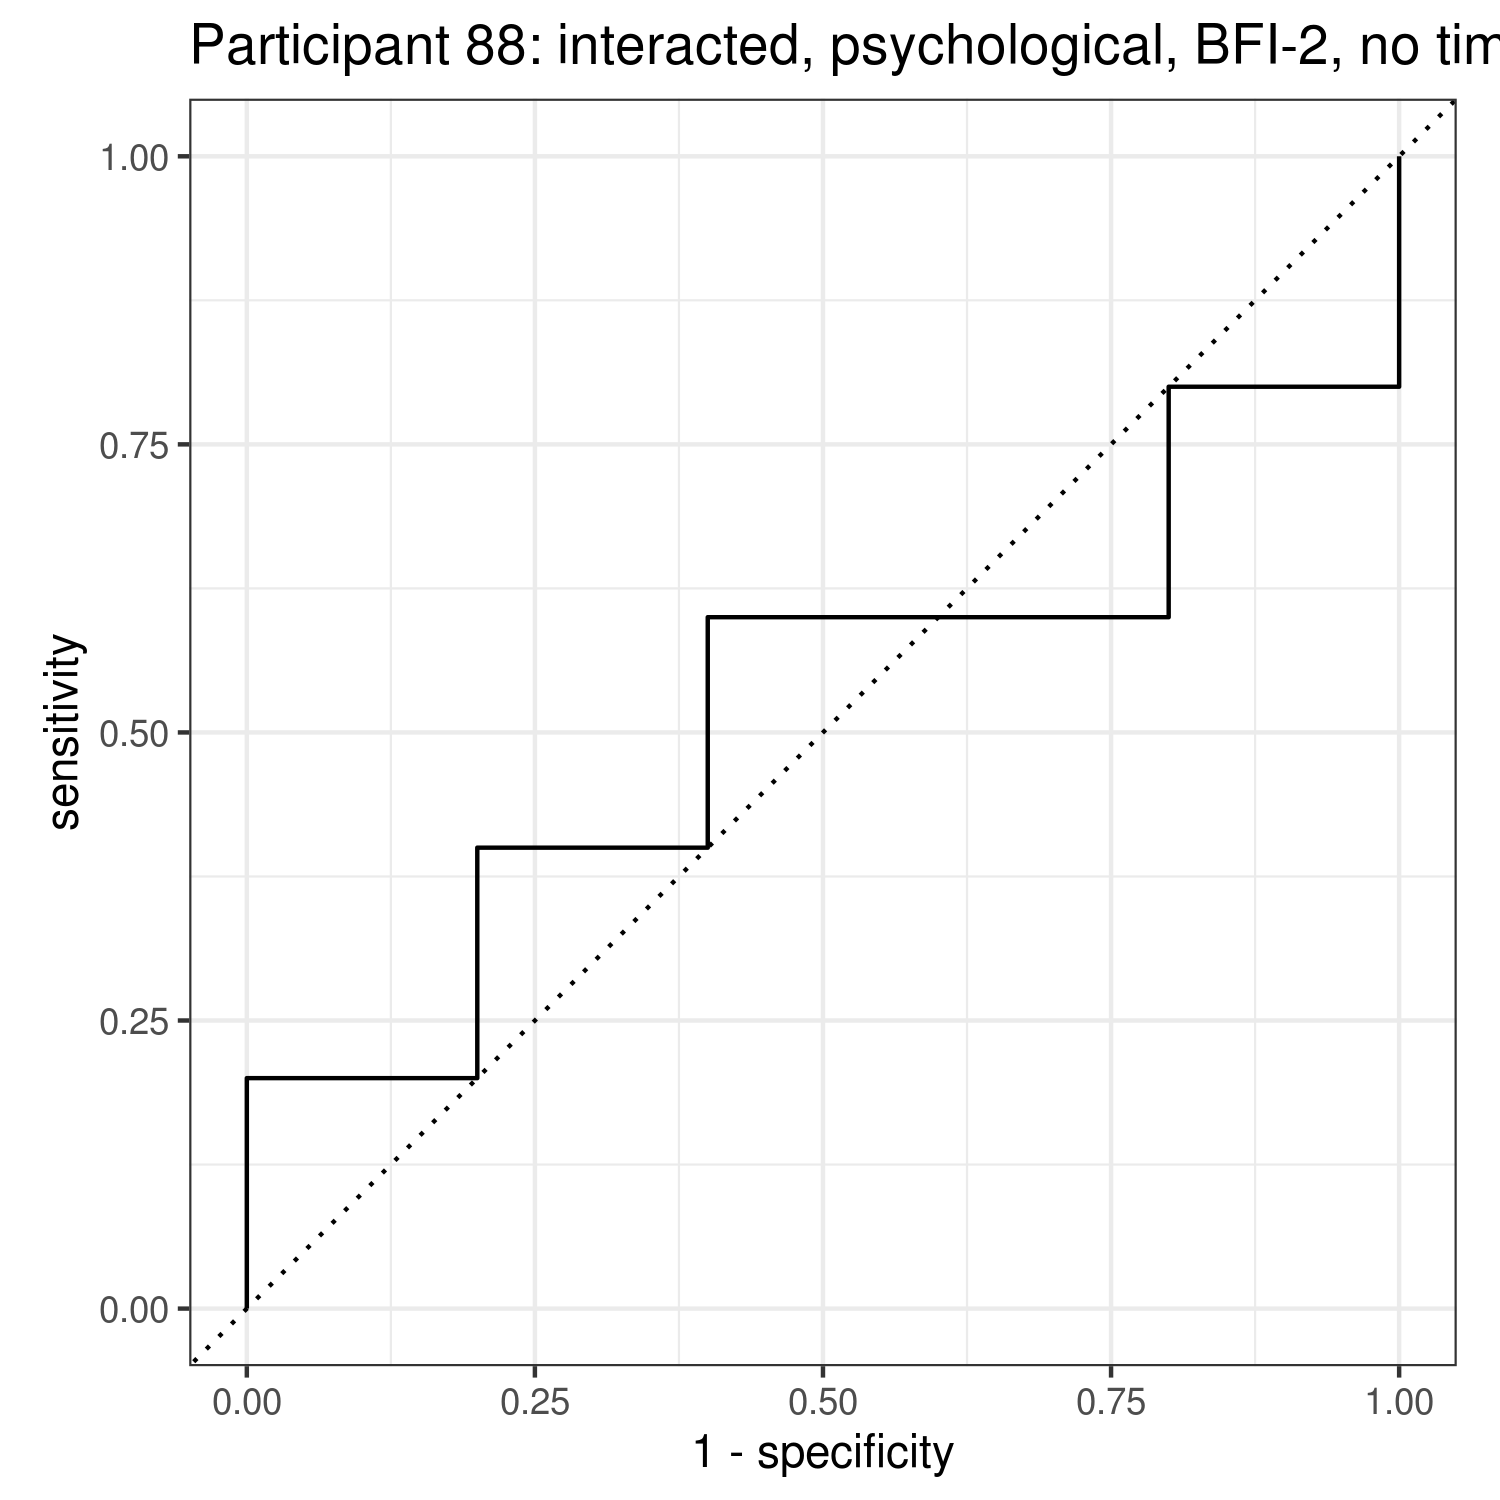 Participant 88: interacted, psychological, BFI-2, no
1.00
0.75
0.50
0.25
0.00
sensitivity
0.00 0.25 0.50 0.75 1.00
1 - specificity